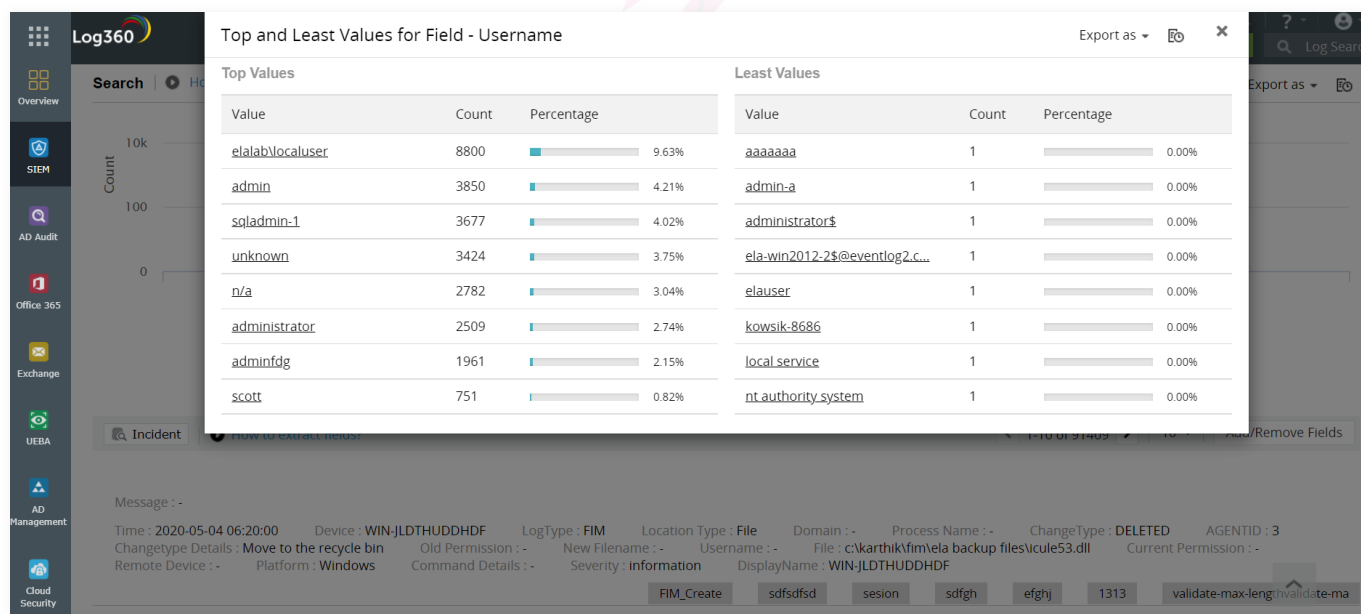 Log360
Overview
SIEM
AD Audit
Office 365
Exchange
UEBA
AD
Management
Cloud
Security
?
Log Sear
Search
Export as
Count
10k
100
0
Top and Least Values for Field - Username
Export as
Top Values
Value Count Percentage
elalab\localuser 8800 9.63%
admin 3850 4.21%
sqladmin-1 3677 4.02%
unknown 3424 3.75%
n/a 2782 3.04%
administrator 2509 2.74%
adminfdg 1961 2.15%
scott 751 0.82%
Least Values
Value Count Percentage
aaaaaaa 1 0.00%
admin-a 1 0.00%
administrator$ 1 0.00%
ela-win2012-2$@eventlog2.c... 1 0.00%
elauser 1 0.00%
kowsik-8686 1 0.00%
local service 1 0.00%
nt authority system 1 0.00%
Incident How to extract fields? 1-10 of 91409 10 Add/Remove Fields
Message : -
Time : 2020-05-04 06:20:00 Device : WIN-JLDTHUDDHDF LogType : FIM Location Type : File Domain : - Process Name : - ChangeType : DELETED AGENTID : 3
Changetype Details : Move to the recycle bin Old Permission : - New Filename : - Username : - File : c:\karthik\fim\ela backup files\icule53.dll Current Permission : -
Remote Device : - Platform : Windows Command Details : - Severity : information DisplayName : WIN-JLDTHUDDHDF
FIM_Create sdfsdfsd sesion sdfgh efghj 1313 validate-max-lengthvalidate-ma